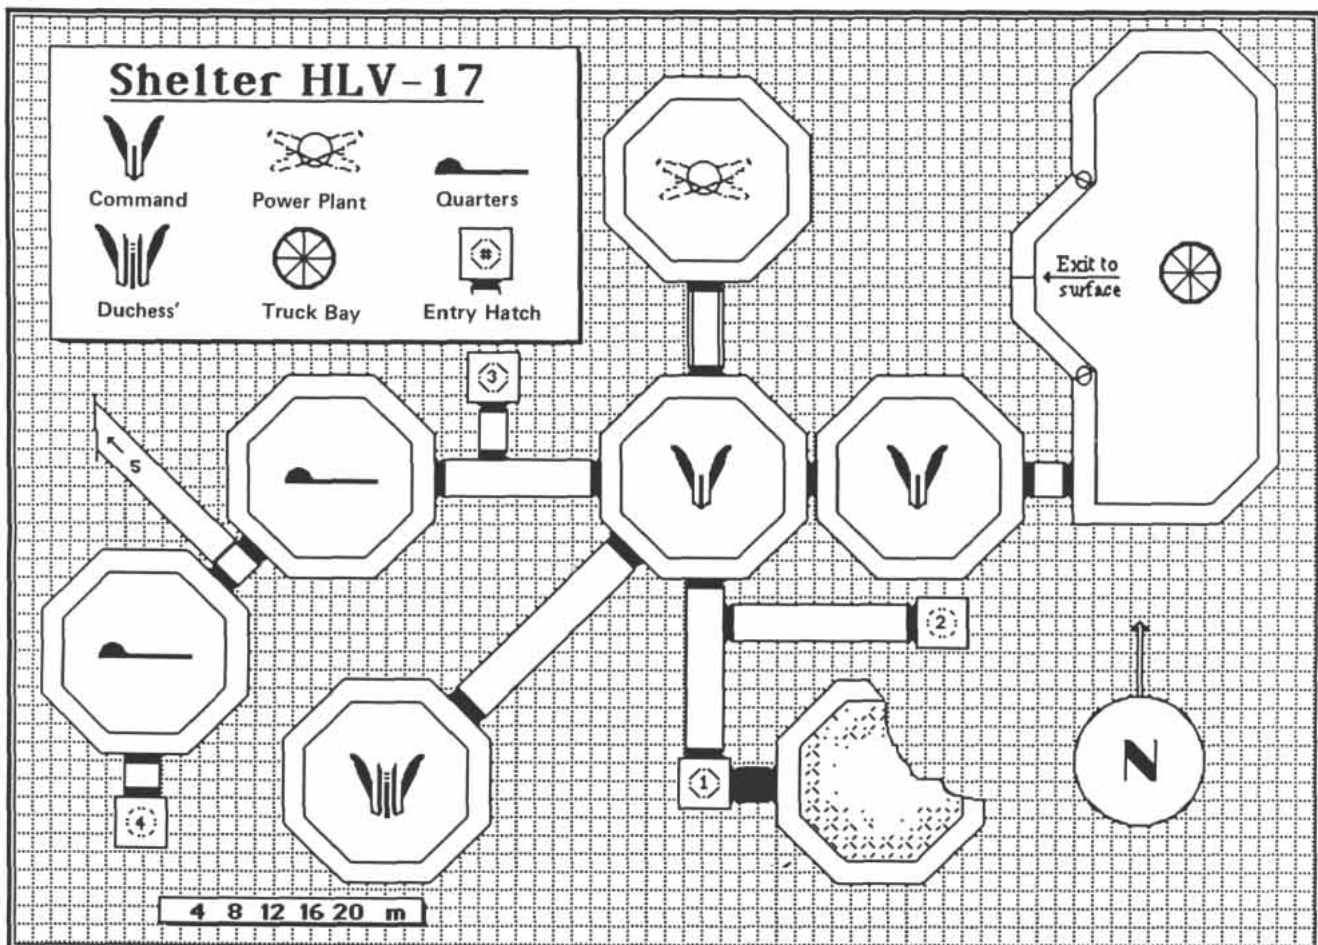 Shelter HLV-17
Command
Power Plant
Quarters
#
Duchess'
Truck Bay
Entry Hatch
Exit to
surface
3
5
2
1
4
N
4 8 12 16 20 m